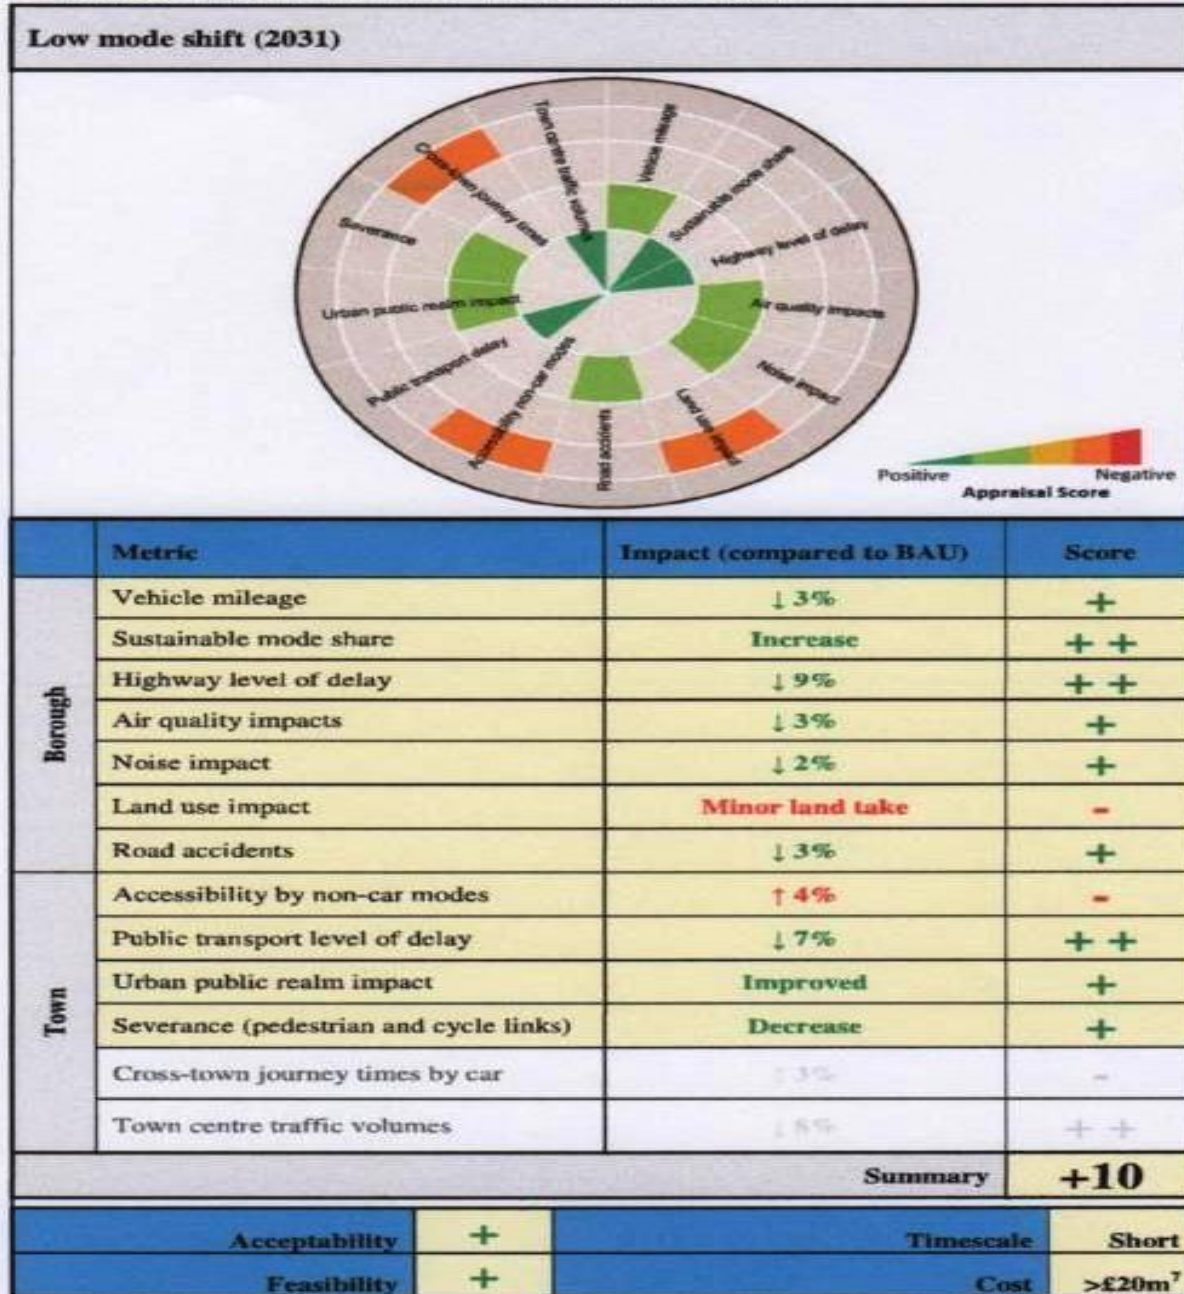 Low mode shift (2031)
Town centre traffic volumes
Vehicle mileage
Cross-town journey times
Sustainable mode share
Severance
Highway level of delay
Urban public realm impact
Air quality impacts
Public transport delay
Noise impact
Accessibility non-car modes
Land use impact
Road accidents
Positive Negative
Appraisal Score
Metric Impact (compared to BAU) Score
Borough
Vehicle mileage ↓ 3% +
Sustainable mode share Increase + +
Highway level of delay ↓ 9% + +
Air quality impacts ↓ 3% +
Noise impact ↓ 2% +
Land use impact Minor land take -
Road accidents ↓ 3% +
Town
Accessibility by non-car modes ↑ 4% -
Public transport level of delay ↓ 7% + +
Urban public realm impact Improved +
Severance (pedestrian and cycle links) Decrease +
Cross-town journey times by car ↑ 3% -
Town centre traffic volumes ↓ 8% + +
Summary +10
Acceptability + Timescale Short
Feasibility + Cost >£20m⁷